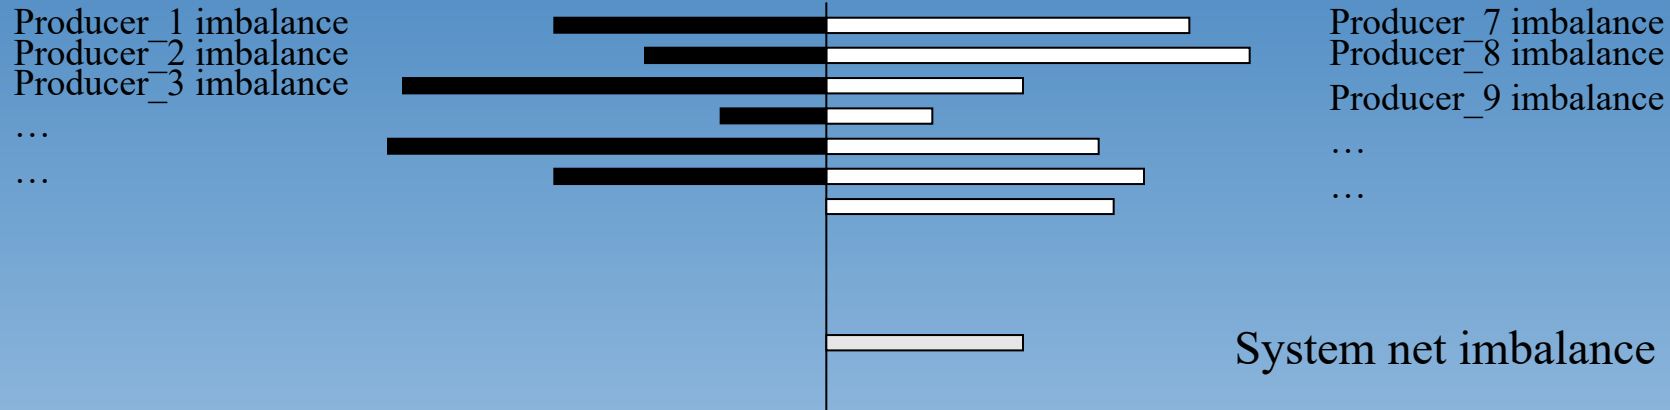 Producer_1 imbalance
Producer_2 imbalance
Producer_3 imbalance
…
…
Producer_7 imbalance
Producer_8 imbalance
Producer_9 imbalance
…
…
System net imbalance